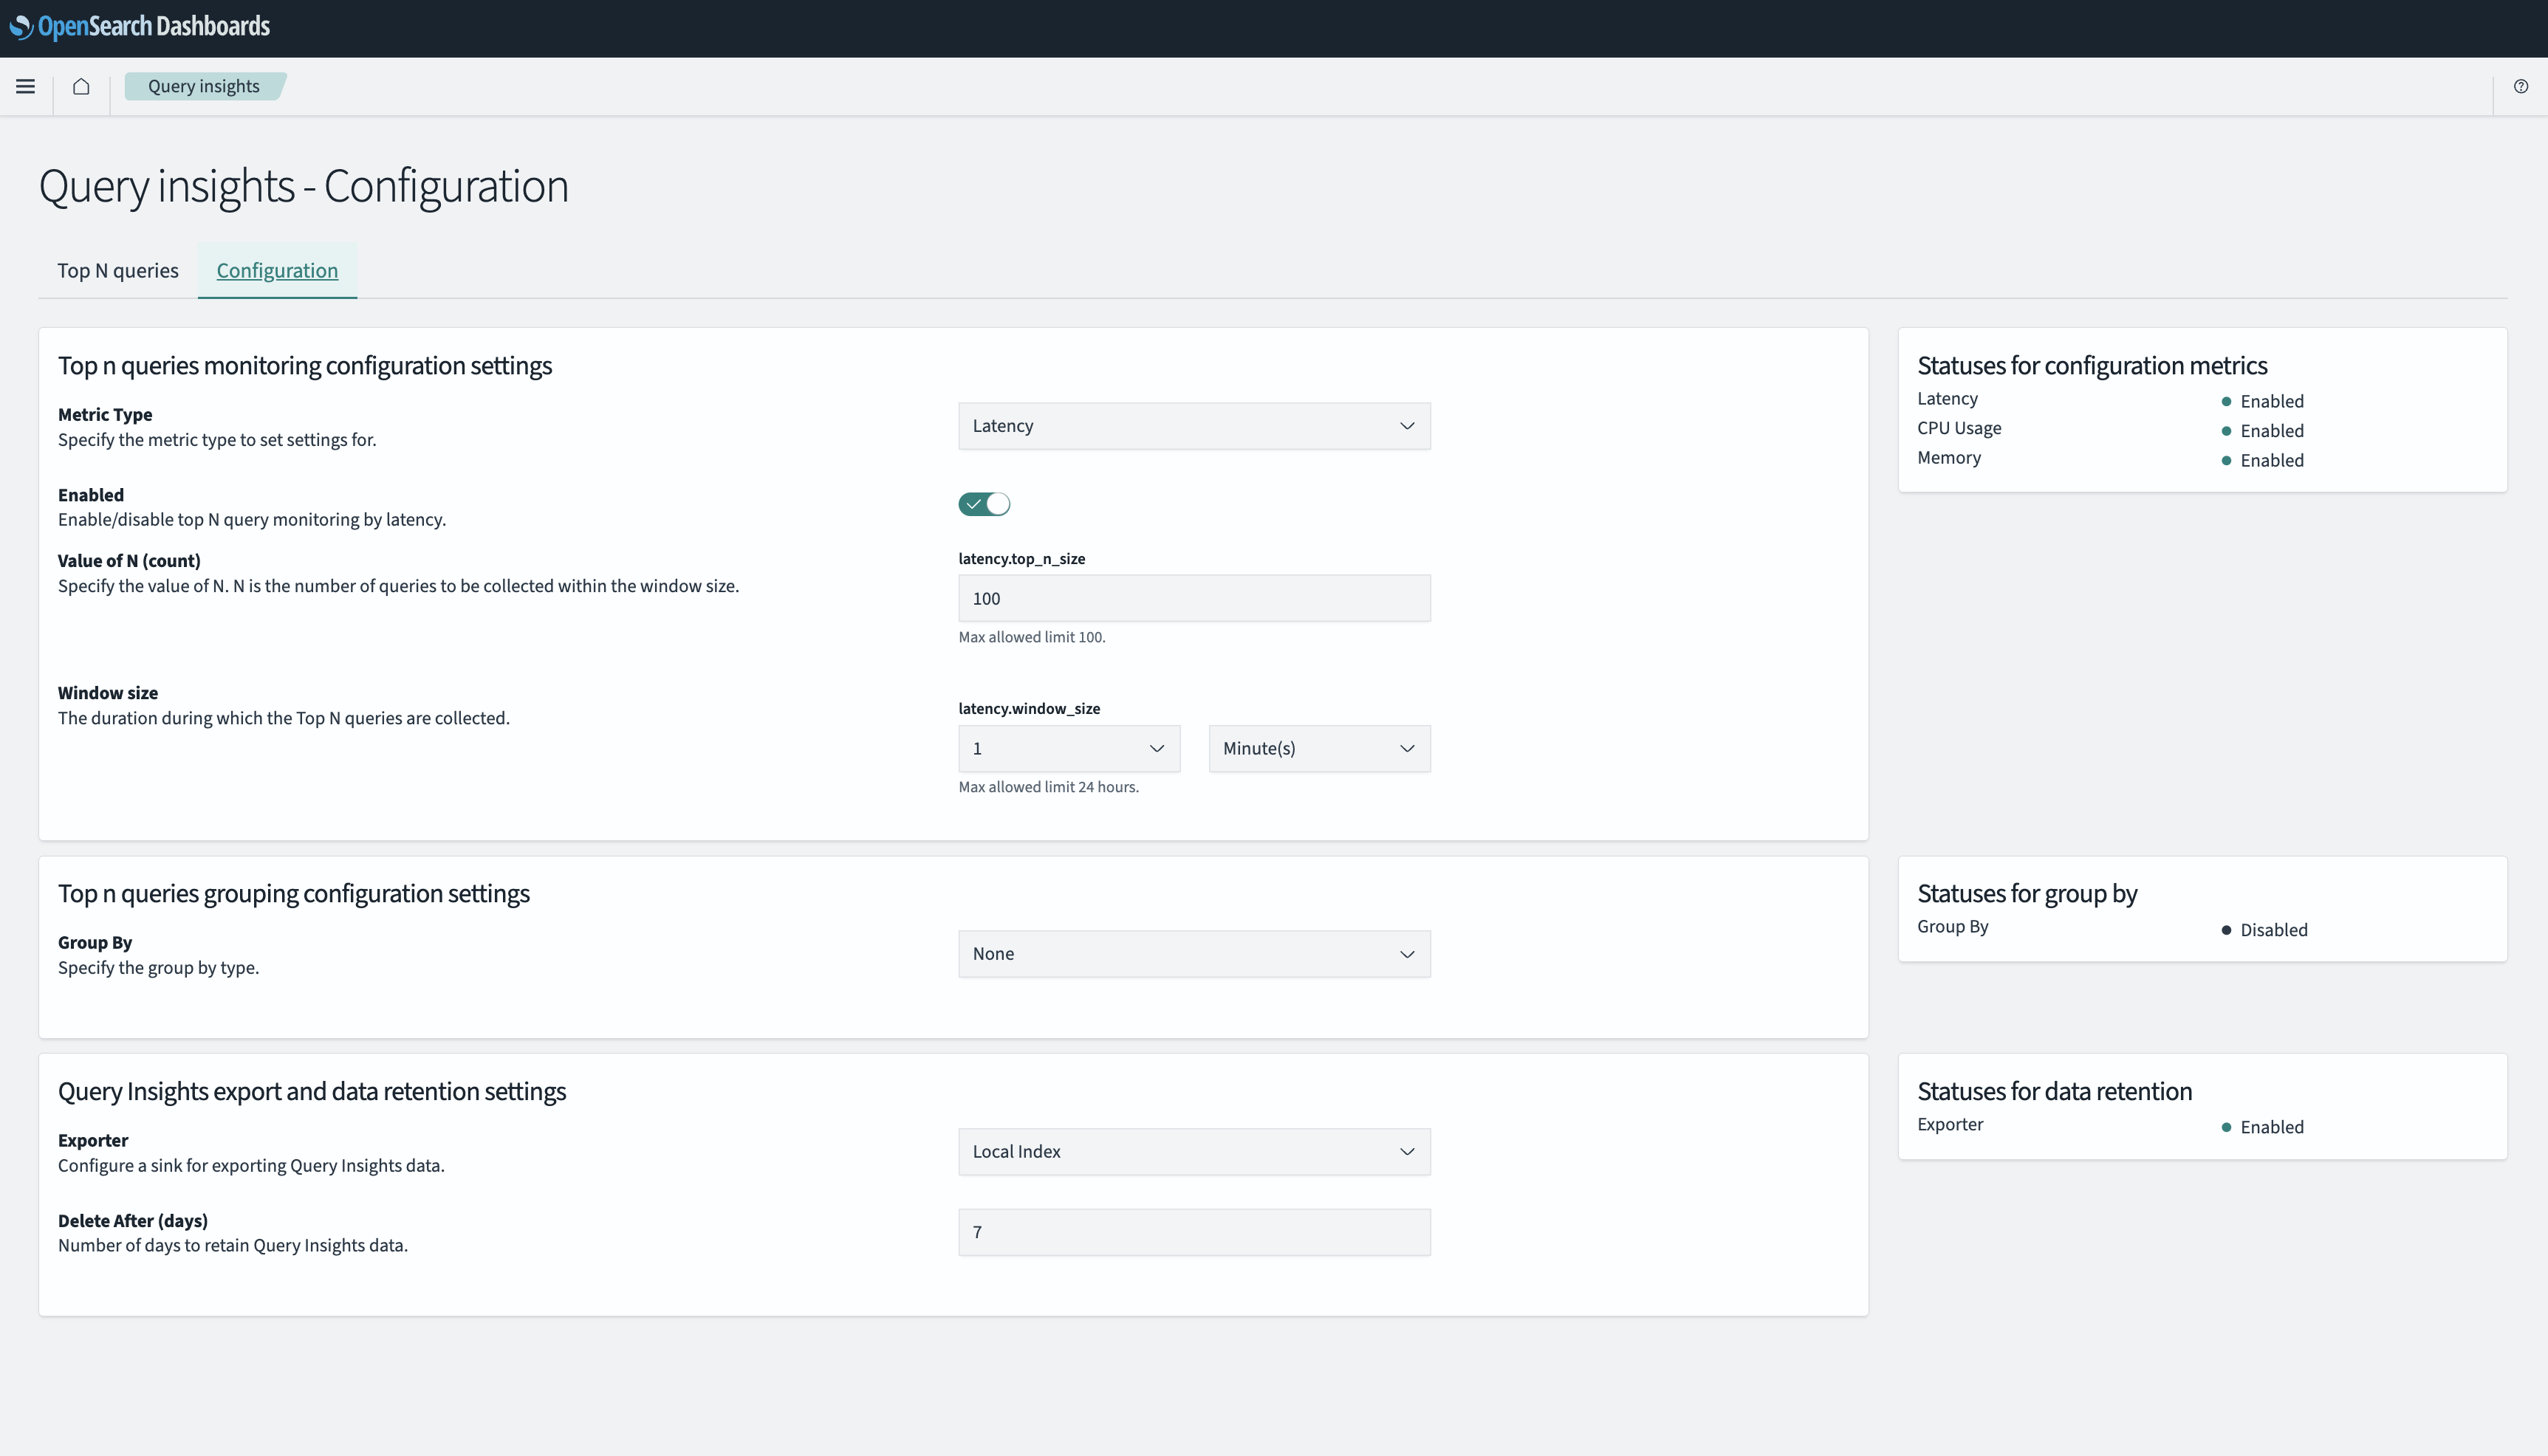 OpenSearch Dashboards
Query insights
Query insights - Configuration
Top N queries
Configuration
Top n queries monitoring configuration settings
Metric Type
Specify the metric type to set settings for.
Latency
Enabled
Enable/disable top N query monitoring by latency.
Value of N (count)
Specify the value of N. N is the number of queries to be collected within the window size.
latency.top_n_size
100
Max allowed limit 100.
Window size
The duration during which the Top N queries are collected.
latency.window_size
1
Minute(s)
Max allowed limit 24 hours.
Statuses for configuration metrics
Latency
Enabled
CPU Usage
Enabled
Memory
Enabled
Top n queries grouping configuration settings
Group By
Specify the group by type.
None
Statuses for group by
Group By
Disabled
Query Insights export and data retention settings
Exporter
Configure a sink for exporting Query Insights data.
Local Index
Delete After (days)
Number of days to retain Query Insights data.
7
Statuses for data retention
Exporter
Enabled